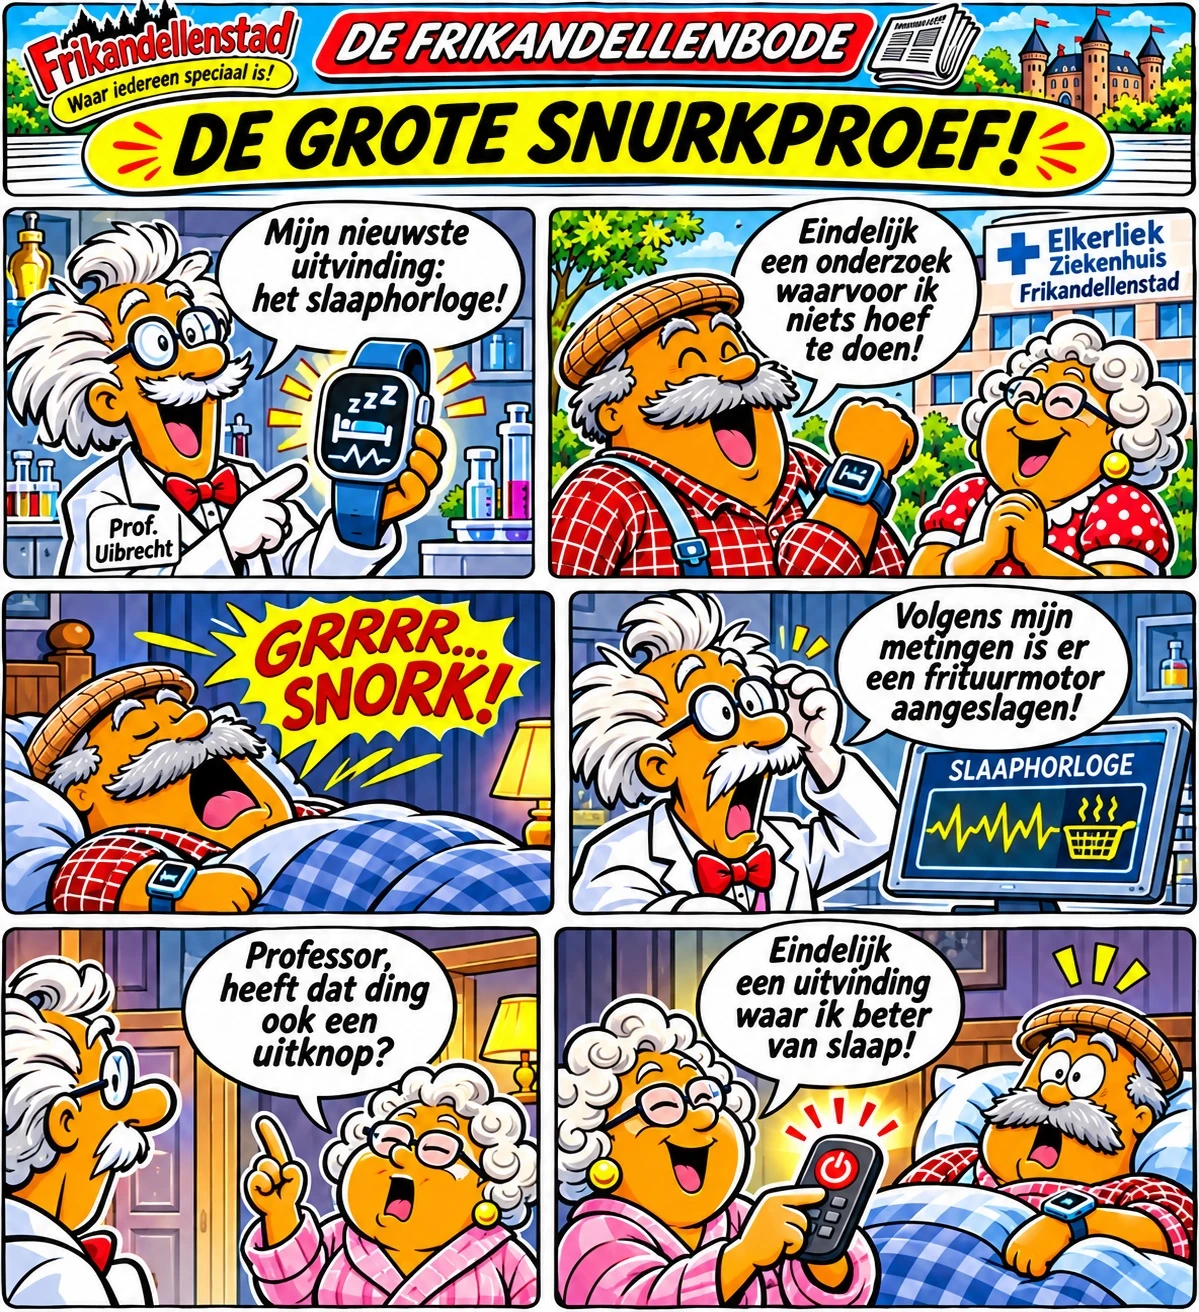 Frikandellenstad
Waar iedereen speciaal is!
DE FRIKANDELLENBODE
DE GROTE SNURKPROEF!
Mijn nieuwste
uitvinding:
het slaaphorloge!
zzz
Prof.
Uibrecht
Eindelijk
een onderzoek
waarvoor ik
niets hoef
te doen!
Elkerliek
Ziekenhuis
Frikandellenstad
GRRRR...
SNORK!
Volgens mijn
metingen is er
een frituurmotor
aangeslagen!
SLAAPHORLOGE
Professor,
heeft dat ding
ook een
uitknop?
Eindelijk
een uitvinding
waar ik beter
van slaap!